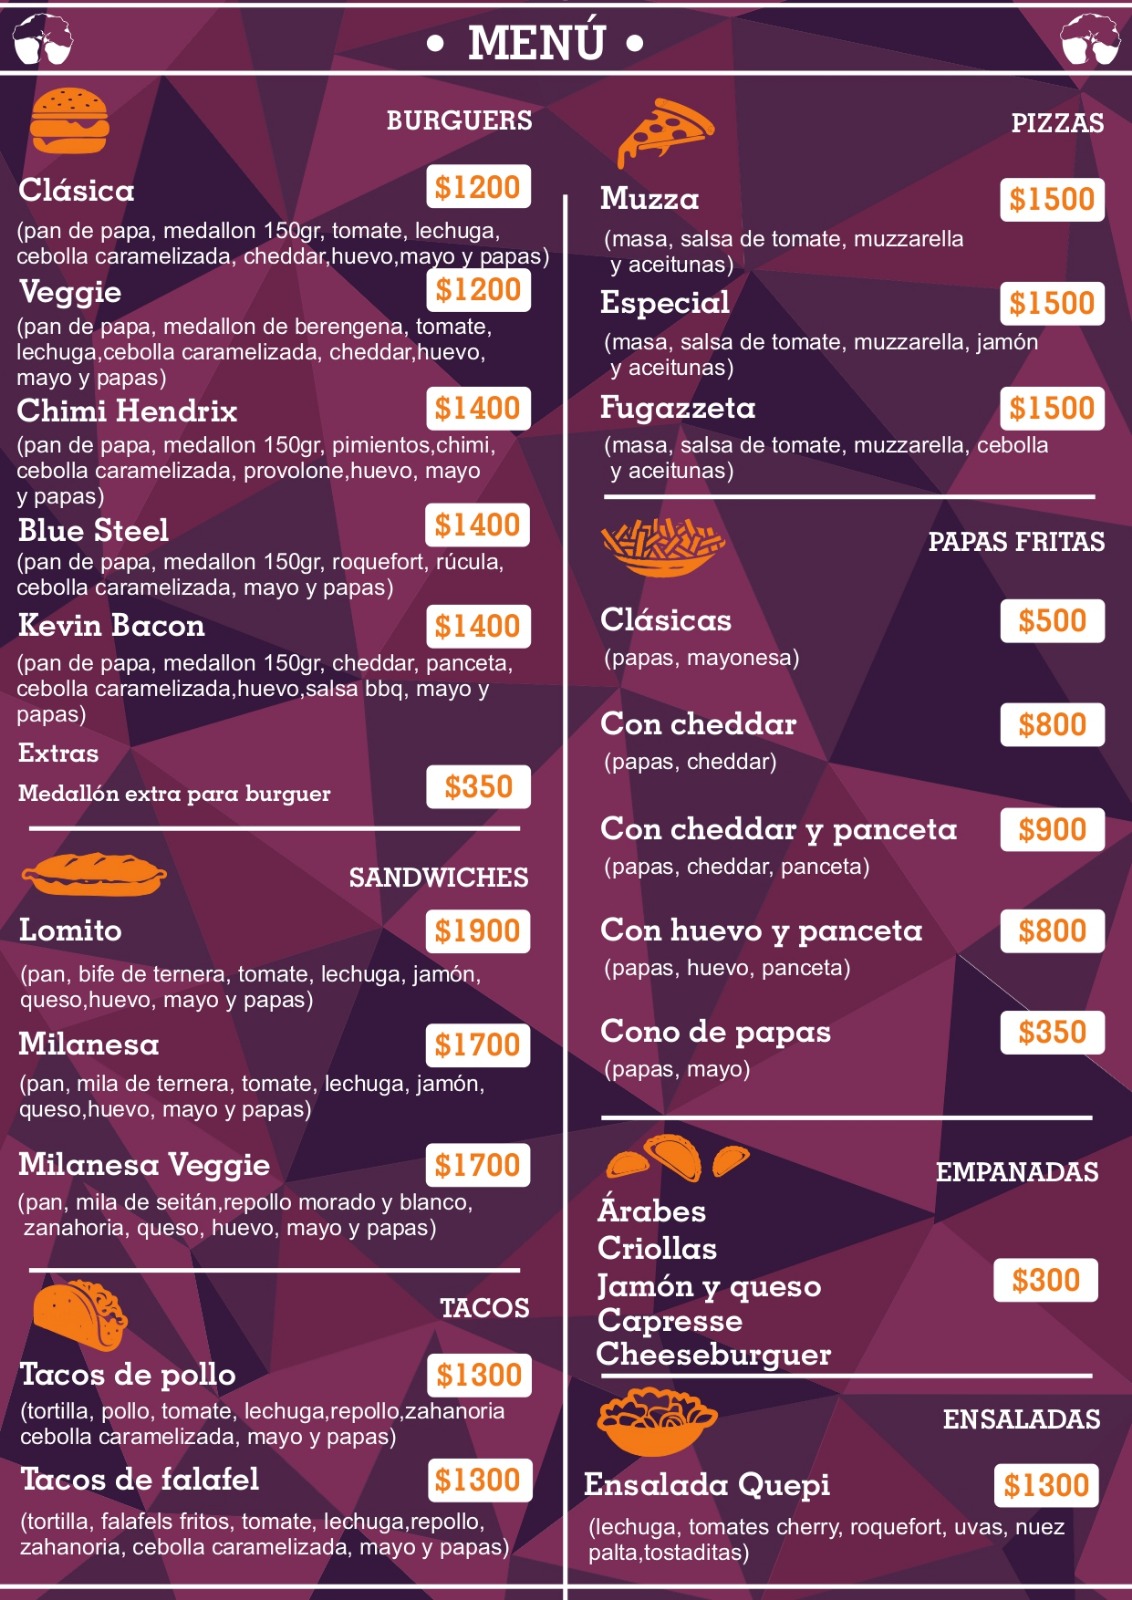 • MENÚ •
BURGUERS
Clásica $1200
(pan de papa, medallon 150gr, tomate, lechuga,
cebolla caramelizada, cheddar,huevo,mayo y papas)
Veggie $1200
(pan de papa, medallon de berengena, tomate,
lechuga,cebolla caramelizada, cheddar,huevo,
mayo y papas)
Chimi Hendrix $1400
(pan de papa, medallon 150gr, pimientos,chimi,
cebolla caramelizada, provolone,huevo, mayo
y papas)
Blue Steel $1400
(pan de papa, medallon 150gr, roquefort, rúcula,
cebolla caramelizada, mayo y papas)
Kevin Bacon $1400
(pan de papa, medallon 150gr, cheddar, panceta,
cebolla caramelizada,huevo,salsa bbq, mayo y
papas)
Extras
Medallón extra para burguer $350
SANDWICHES
Lomito $1900
(pan, bife de ternera, tomate, lechuga, jamón,
queso,huevo, mayo y papas)
Milanesa $1700
(pan, mila de ternera, tomate, lechuga, jamón,
queso,huevo, mayo y papas)
Milanesa Veggie $1700
(pan, mila de seitán,repollo morado y blanco,
zanahoria, queso, huevo, mayo y papas)
TACOS
Tacos de pollo $1300
(tortilla, pollo, tomate, lechuga,repollo,zahanoria
cebolla caramelizada, mayo y papas)
Tacos de falafel $1300
(tortilla, falafels fritos, tomate, lechuga,repollo,
zahanoria, cebolla caramelizada, mayo y papas)
PIZZAS
Muzza $1500
(masa, salsa de tomate, muzzarella
y aceitunas)
Especial $1500
(masa, salsa de tomate, muzzarella, jamón
y aceitunas)
Fugazzeta $1500
(masa, salsa de tomate, muzzarella, cebolla
y aceitunas)
PAPAS FRITAS
Clásicas $500
(papas, mayonesa)
Con cheddar $800
(papas, cheddar)
Con cheddar y panceta $900
(papas, cheddar, panceta)
Con huevo y panceta $800
(papas, huevo, panceta)
Cono de papas $350
(papas, mayo)
EMPANADAS
Árabes
Criollas
Jamón y queso $300
Capresse
Cheeseburguer
ENSALADAS
Ensalada Quepi $1300
(lechuga, tomates cherry, roquefort, uvas, nuez
palta,tostaditas)